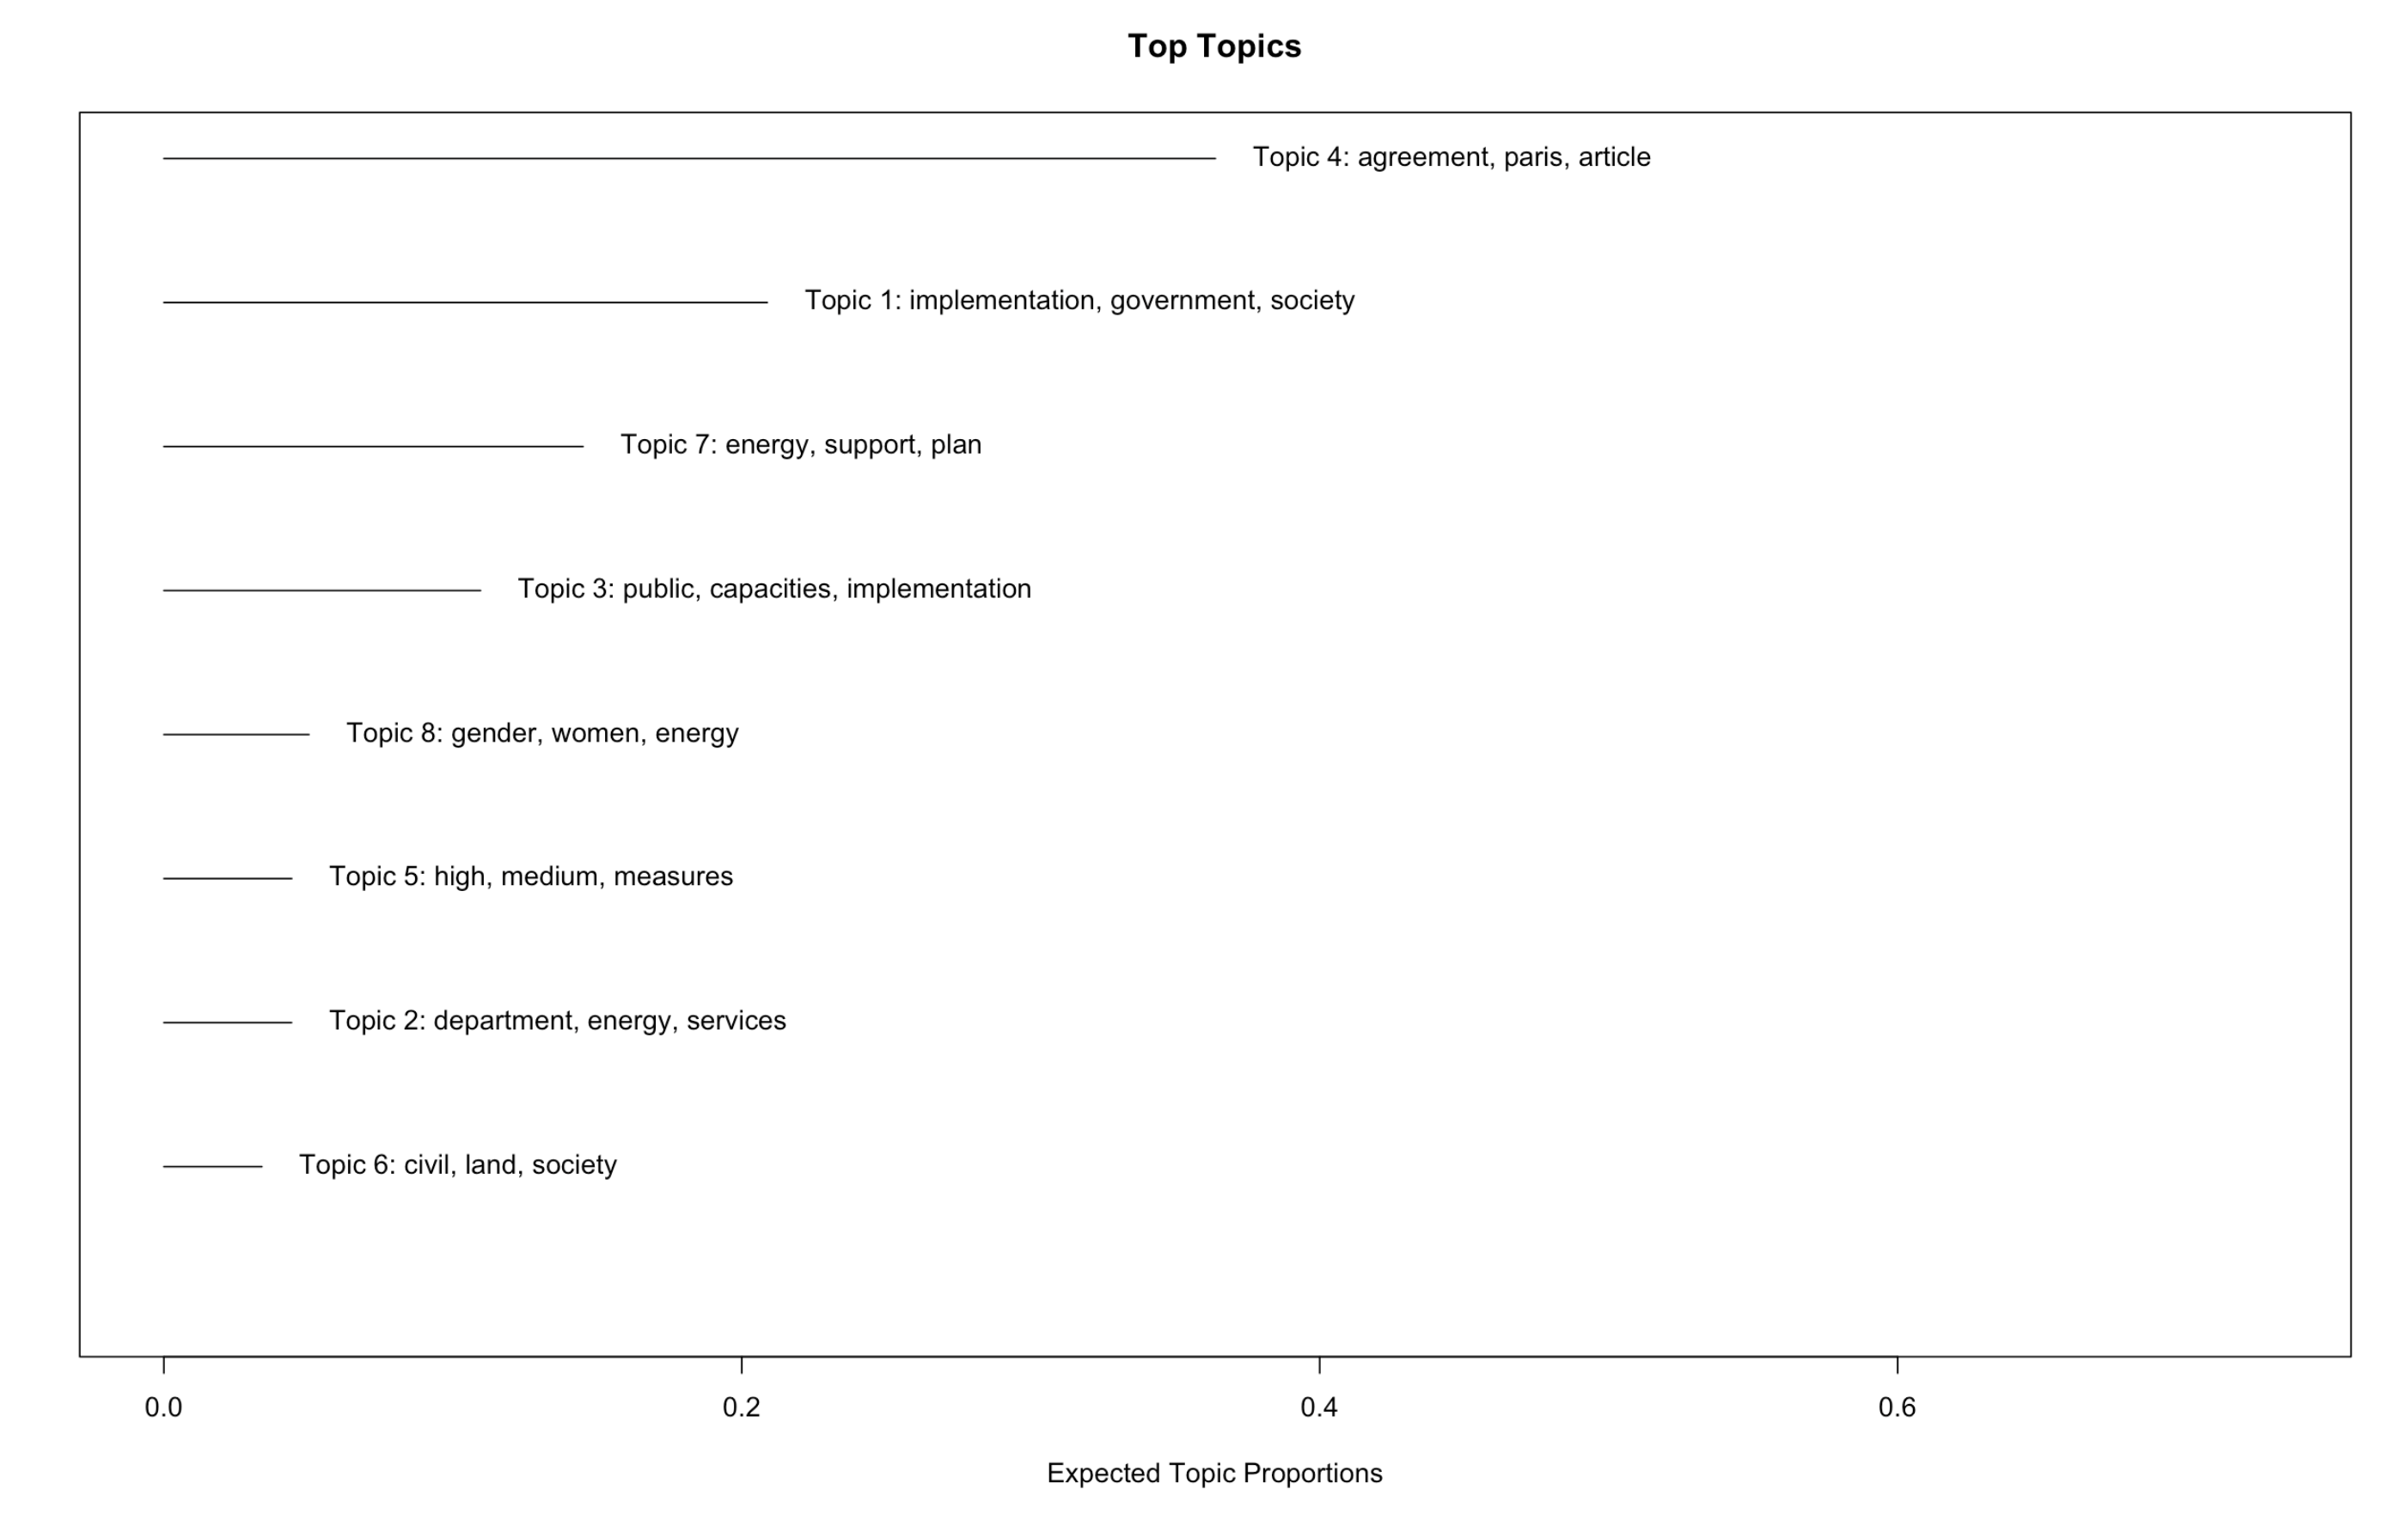 Top Topics
Topic 4: agreement, paris, article
Topic 1: implementation, government, society
Topic 7: energy, support, plan
Topic 3: public, capacities, implementation
Topic 8: gender, women, energy
Topic 5: high, medium, measures
Topic 2: department, energy, services
Topic 6: civil, land, society
0.0 0.2 0.4 0.6
Expected Topic Proportions